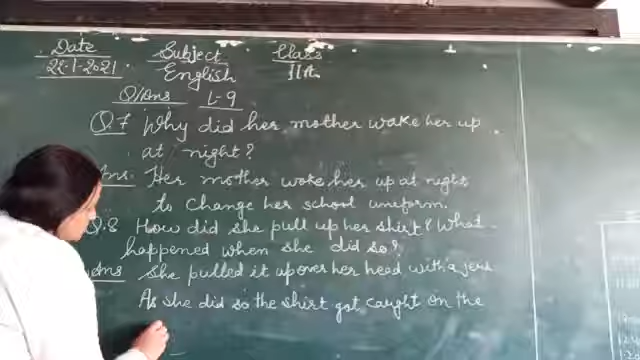 Date Subject Class
22-1-2021 English IIA
Q/Ans L-9
Q.7 Why did her mother wake her up
at night?
Ans. Her mother woke her up at night
to change her school uneform.
Q.8 How did she pull up her shirt? What
happened when she did so?
Ans She pulled it up over her head with a jerk
As she did so the shirt got caught on the